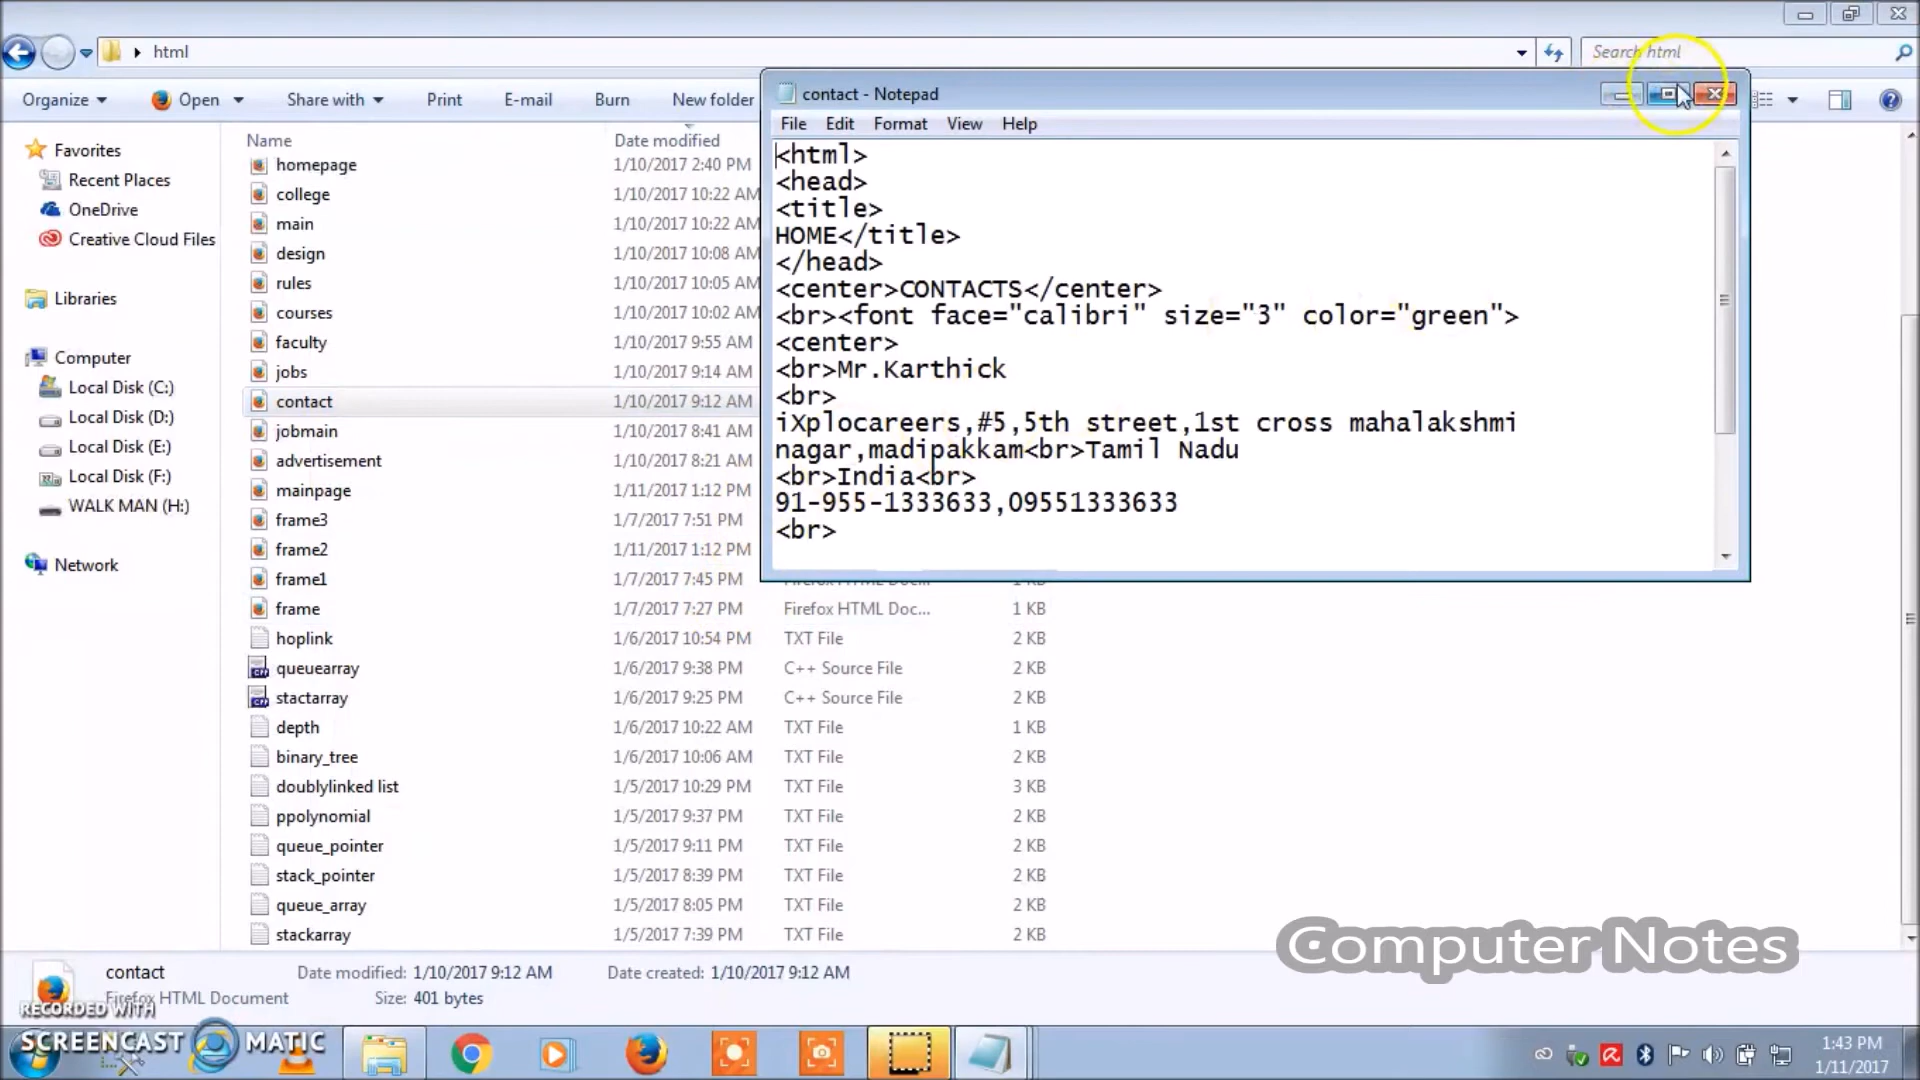 html
Search html
Organize
Open
Share with
Print
E-mail
Burn
New folder
Favorites
Recent Places
OneDrive
Creative Cloud Files
Libraries
Computer
Local Disk (C:)
Local Disk (D:)
Local Disk (E:)
Local Disk (F:)
WALK MAN (H:)
Network
Name Date modified
homepage 1/10/2017 2:40 PM
college 1/10/2017 10:22 AM
main 1/10/2017 10:22 AM
design 1/10/2017 10:08 AM
rules 1/10/2017 10:05 AM
courses 1/10/2017 10:02 AM
faculty 1/10/2017 9:55 AM
jobs 1/10/2017 9:14 AM
contact 1/10/2017 9:12 AM
jobmain 1/10/2017 8:41 AM
advertisement 1/10/2017 8:21 AM
mainpage 1/11/2017 1:12 PM
frame3 1/7/2017 7:51 PM
frame2 1/11/2017 1:12 PM
frame1 1/7/2017 7:45 PM
frame 1/7/2017 7:27 PM Firefox HTML Doc... 1 KB
hoplink 1/6/2017 10:54 PM TXT File 2 KB
queuearray 1/6/2017 9:38 PM C++ Source File 2 KB
stactarray 1/6/2017 9:25 PM C++ Source File 2 KB
depth 1/6/2017 10:22 AM TXT File 1 KB
binary_tree 1/6/2017 10:06 AM TXT File 2 KB
doublylinked list 1/5/2017 10:29 PM TXT File 3 KB
ppolynomial 1/5/2017 9:37 PM TXT File 2 KB
queue_pointer 1/5/2017 9:11 PM TXT File 2 KB
stack_pointer 1/5/2017 8:39 PM TXT File 2 KB
queue_array 1/5/2017 8:05 PM TXT File 2 KB
stackarray 1/5/2017 7:39 PM TXT File 2 KB
contact - Notepad
File Edit Format View Help
<html>
<head>
<title>
HOME</title>
</head>
<center>CONTACTS</center>
<br><font face="calibri" size="3" color="green">
<center>
<br>Mr.Karthick
<br>
iXplocareers,#5,5th street,1st cross mahalakshmi
nagar,madipakkam<br>Tamil Nadu
<br>India<br>
91-955-1333633,09551333633
<br>
Computer Notes
contact Date modified: 1/10/2017 9:12 AM Date created: 1/10/2017 9:12 AM
Firefox HTML Document Size: 401 bytes
RECORDED WITH
SCREENCAST MATIC
1:43 PM
1/11/2017